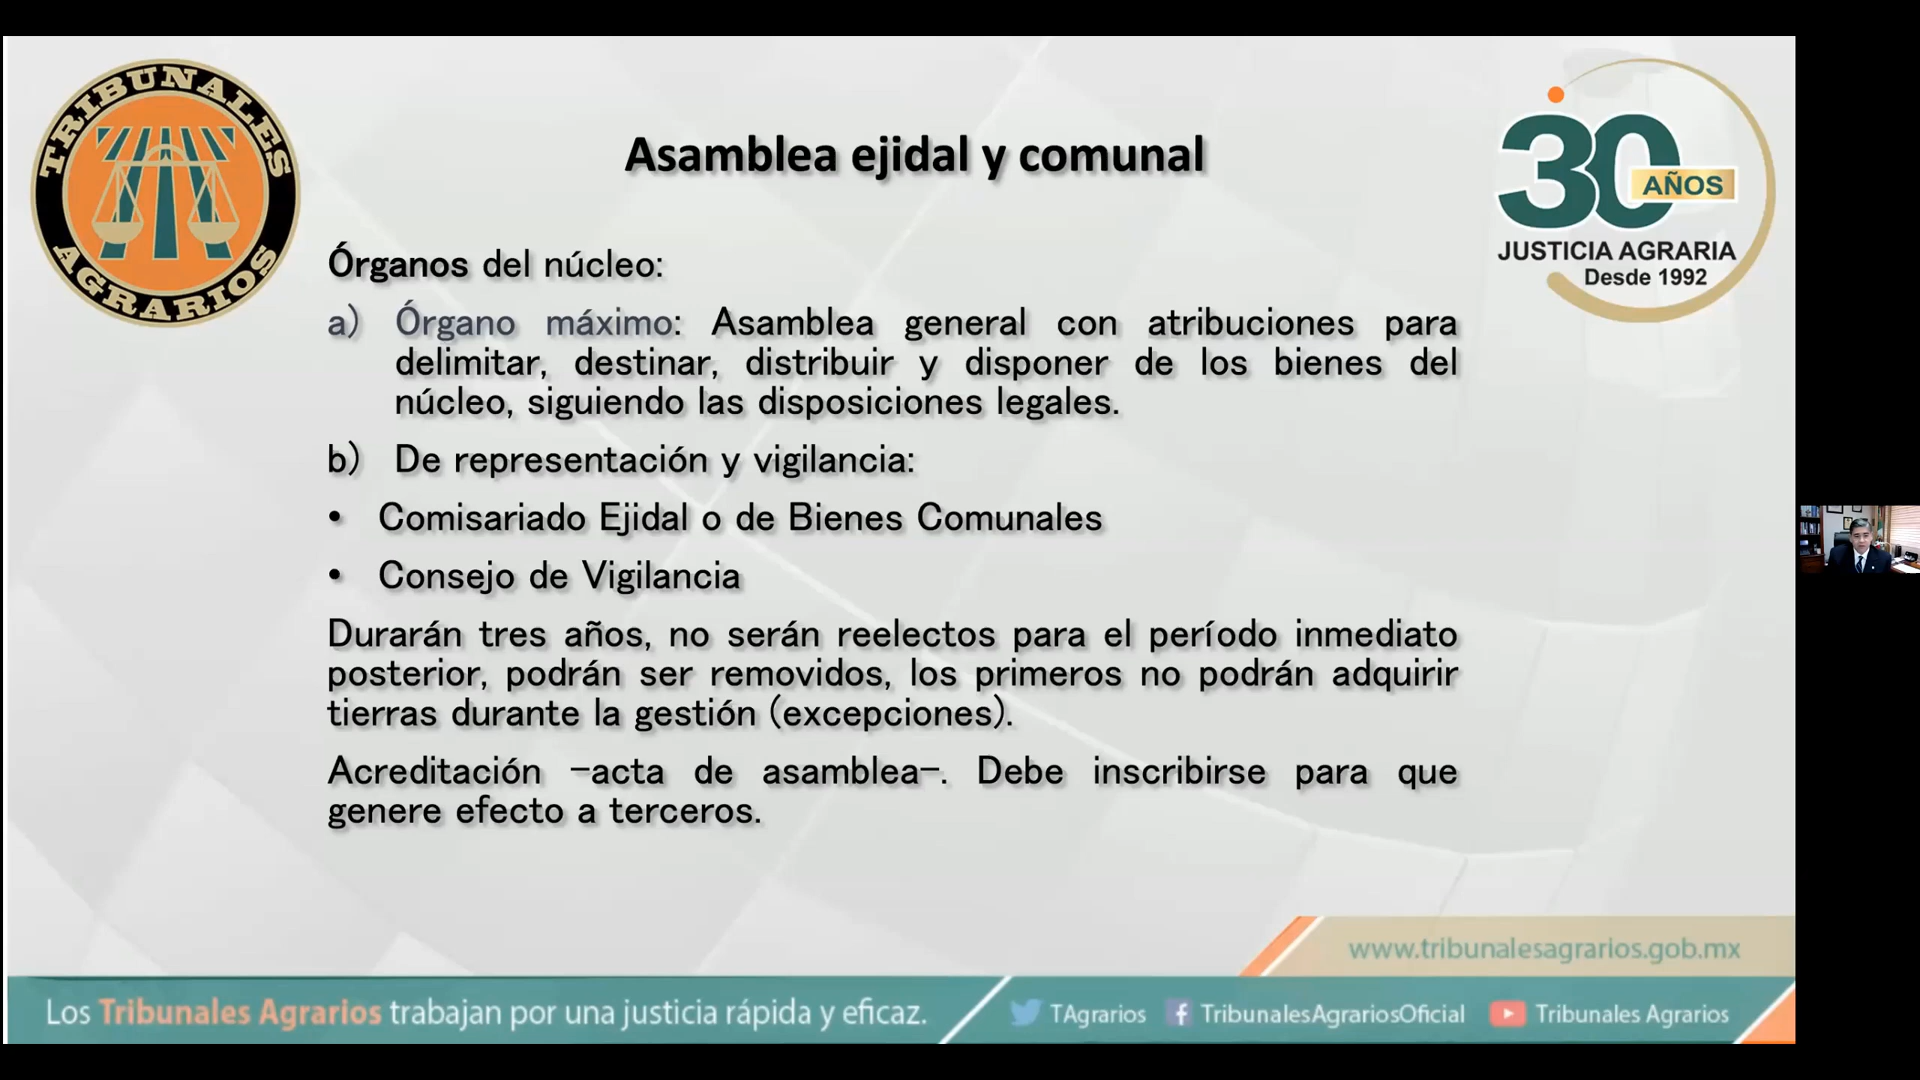 TRIBUNALES
AGRARIOS
30
AÑOS
JUSTICIA AGRARIA
Desde 1992
Asamblea ejidal y comunal
Órganos del núcleo:
a) Órgano máximo: Asamblea general con atribuciones para
delimitar, destinar, distribuir y disponer de los bienes del
núcleo, siguiendo las disposiciones legales.
b) De representación y vigilancia:
• Comisariado Ejidal o de Bienes Comunales
• Consejo de Vigilancia
Durarán tres años, no serán reelectos para el período inmediato
posterior, podrán ser removidos, los primeros no podrán adquirir
tierras durante la gestión (excepciones).
Acreditación –acta de asamblea–. Debe inscribirse para que
genere efecto a terceros.
www.tribunalesagrarios.gob.mx
Los Tribunales Agrarios trabajan por una justicia rápida y eficaz.
TAgrarios TribunalesAgrariosOficial Tribunales Agrarios